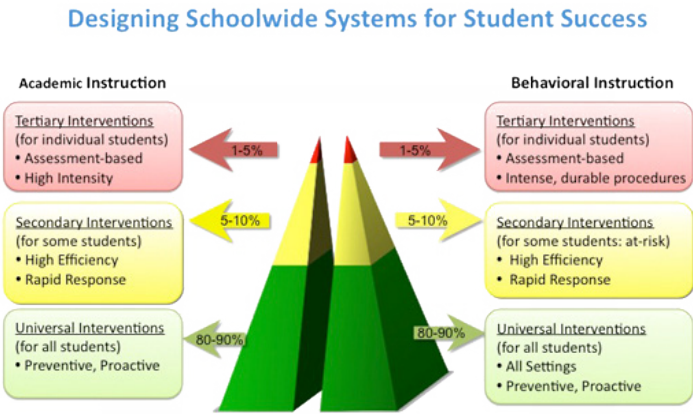 Designing Schoolwide Systems for Student Success
Academic Instruction
Tertiary Interventions
(for individual students)
• Assessment-based
• High Intensity
1-5%
Secondary Interventions
(for some students)
• High Efficiency
• Rapid Response
5-10%
Universal Interventions
(for all students)
• Preventive, Proactive
80-90%
Behavioral Instruction
1-5%
Tertiary Interventions
(for individual students)
• Assessment-based
• Intense, durable procedures
5-10%
Secondary Interventions
(for some students: at-risk)
• High Efficiency
• Rapid Response
80-90%
Universal Interventions
(for all students)
• All Settings
• Preventive, Proactive